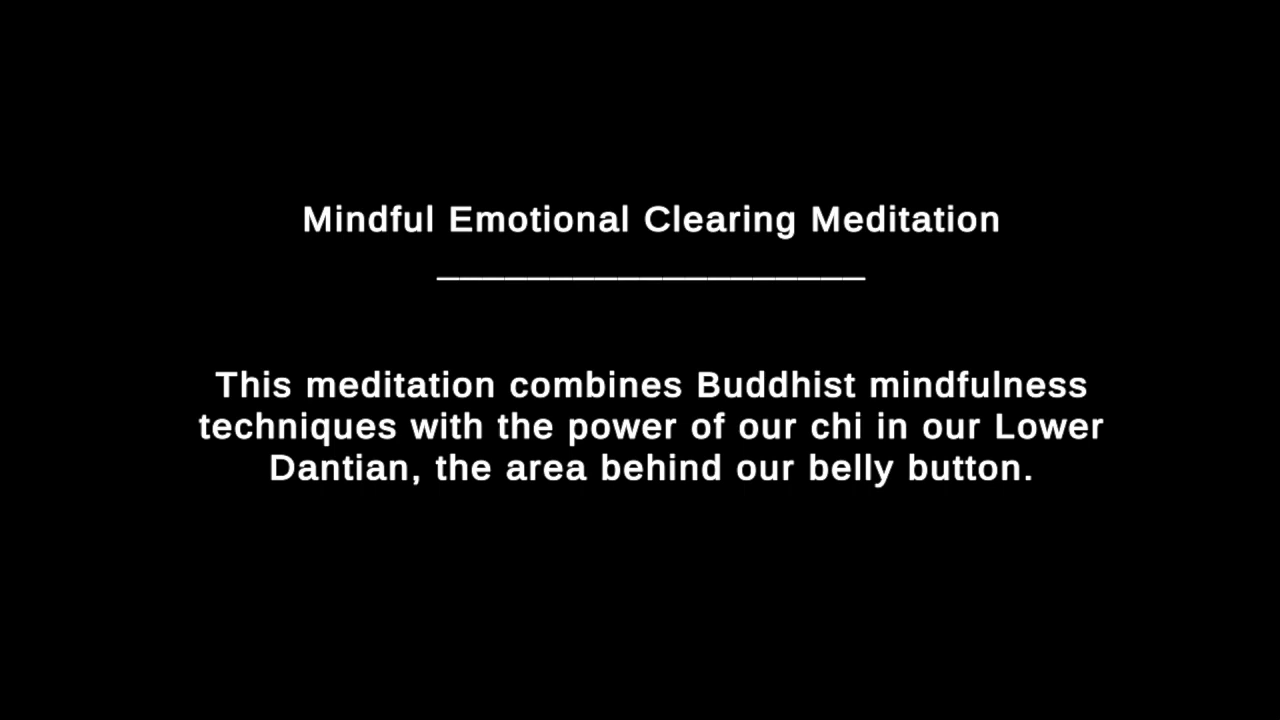 Mindful Emotional Clearing Meditation
___________________
This meditation combines Buddhist mindfulness
techniques with the power of our chi in our Lower
Dantian, the area behind our belly button.